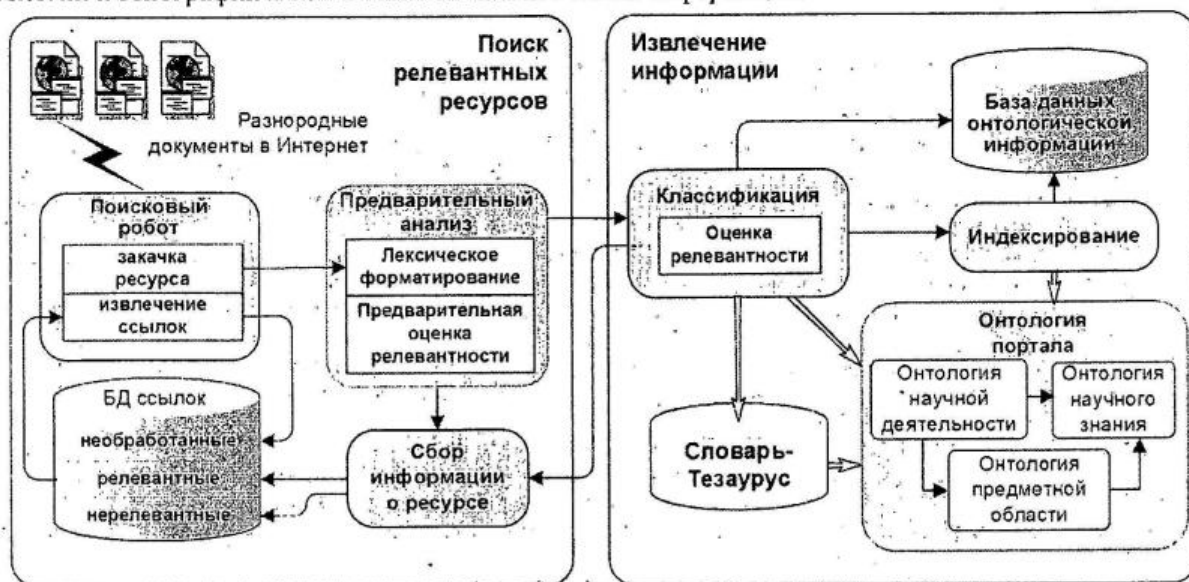 Поиск
релевантных
ресурсов
Разнородные
документы в Интернет
Поисковый
робот
закачка
ресурса
извлечение
ссылок
Предварительный
анализ
Лексическое
форматирование
Предварительная
оценка
релевантности
БД ссылок
необработанные
релевантные
нерелевантные
Сбор
информации
о ресурсе
Извлечение
информации
База данных
онтологической
информации
Классификация
Оценка
релевантности
Индексирование
Словарь-
Тезаурус
Онтология
портала
Онтология
научной
деятельности
Онтология
научного
знания
Онтология
предметной
области